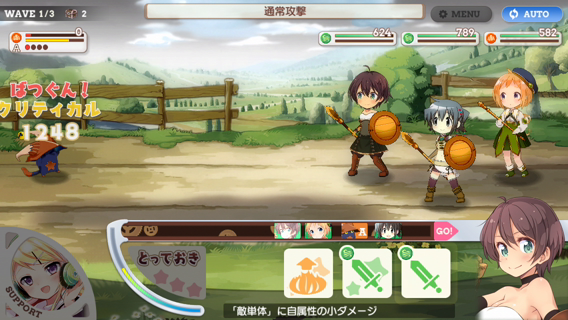 WAVE 1/3 2
通常攻撃
MENU
AUTO
0
A
624
789
582
ばつぐん!
クリティカル
1248
A
GO!
とっておき
SUPPORT
「敵単体」に自属性の小ダメージ